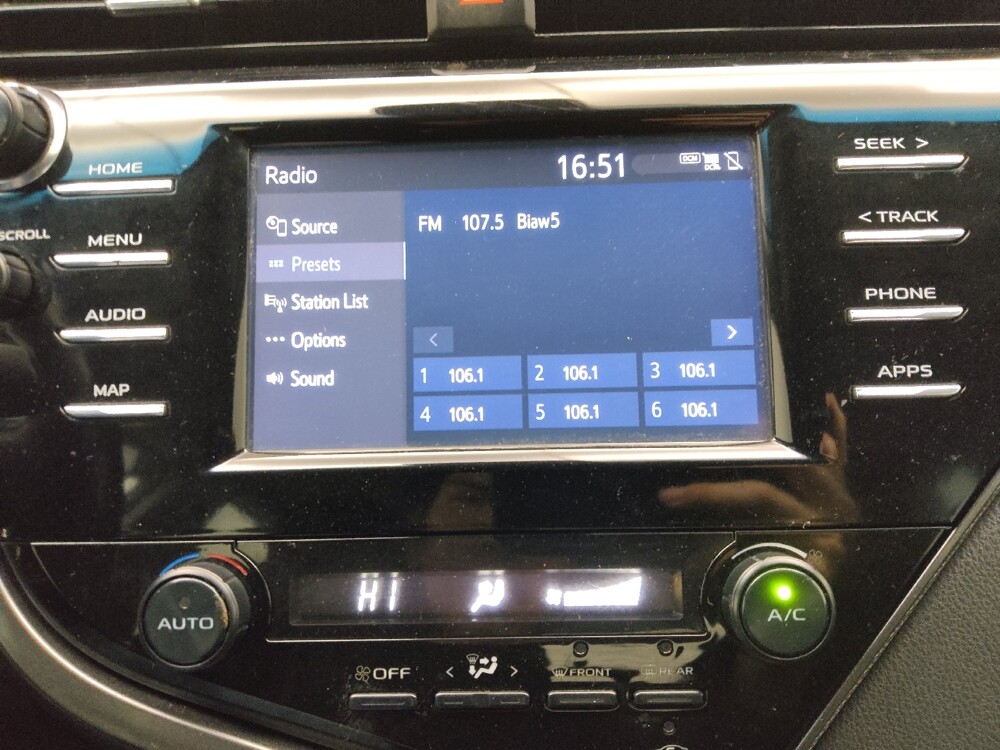 Radio 16:51 DCM DCM
Source
Presets
Station List
Options
Sound
FM 107.5 Biaw5
< >
1 106.1 2 106.1 3 106.1
4 106.1 5 106.1 6 106.1
HOME
SCROLL
MENU
AUDIO
MAP
SEEK >
< TRACK
PHONE
APPS
AUTO
HI
A/C
OFF
< >
FRONT
REAR